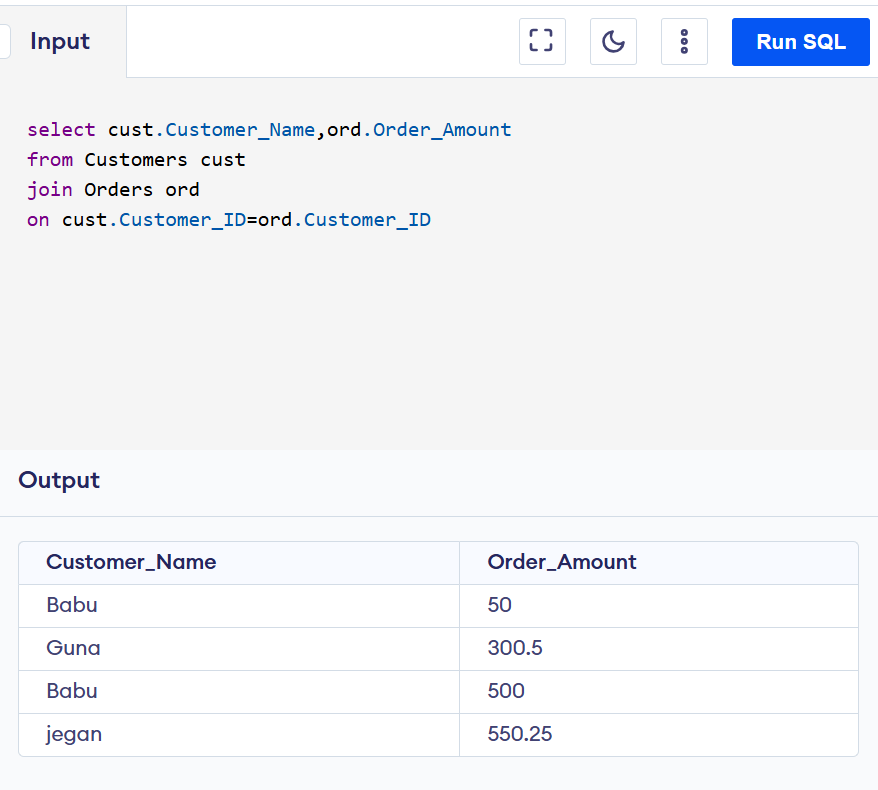 Input
Run SQL
select cust.Customer_Name,ord.Order_Amount
from Customers cust
join Orders ord
on cust.Customer_ID=ord.Customer_ID
Output
Customer_Name Order_Amount
Babu 50
Guna 300.5
Babu 500
jegan 550.25